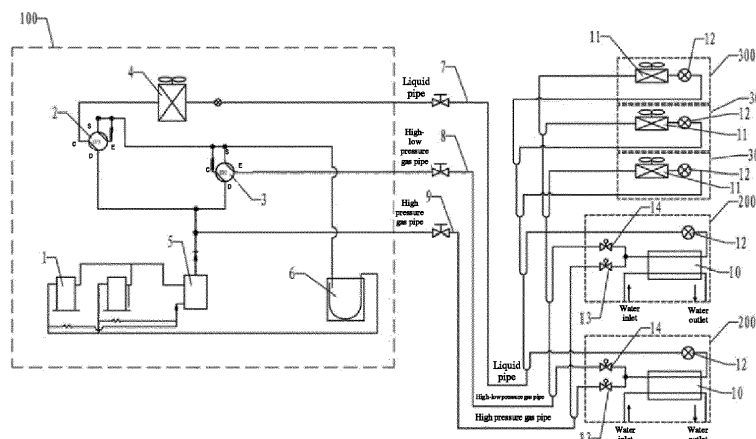 100
4
2
S
C
E
D
S
C
E
D
3
1
5
6
Liquid
pipe
7
High-low
pressure
gas pipe
8
High
pressure
gas pipe
9
11
12
300
12
11
12
11
200
14
12
10
13
Water
inlet
Water
outlet
200
14
12
10
Water
inlet
Water
outlet
Liquid
pipe
High-low pressure gas pipe
High pressure gas pipe